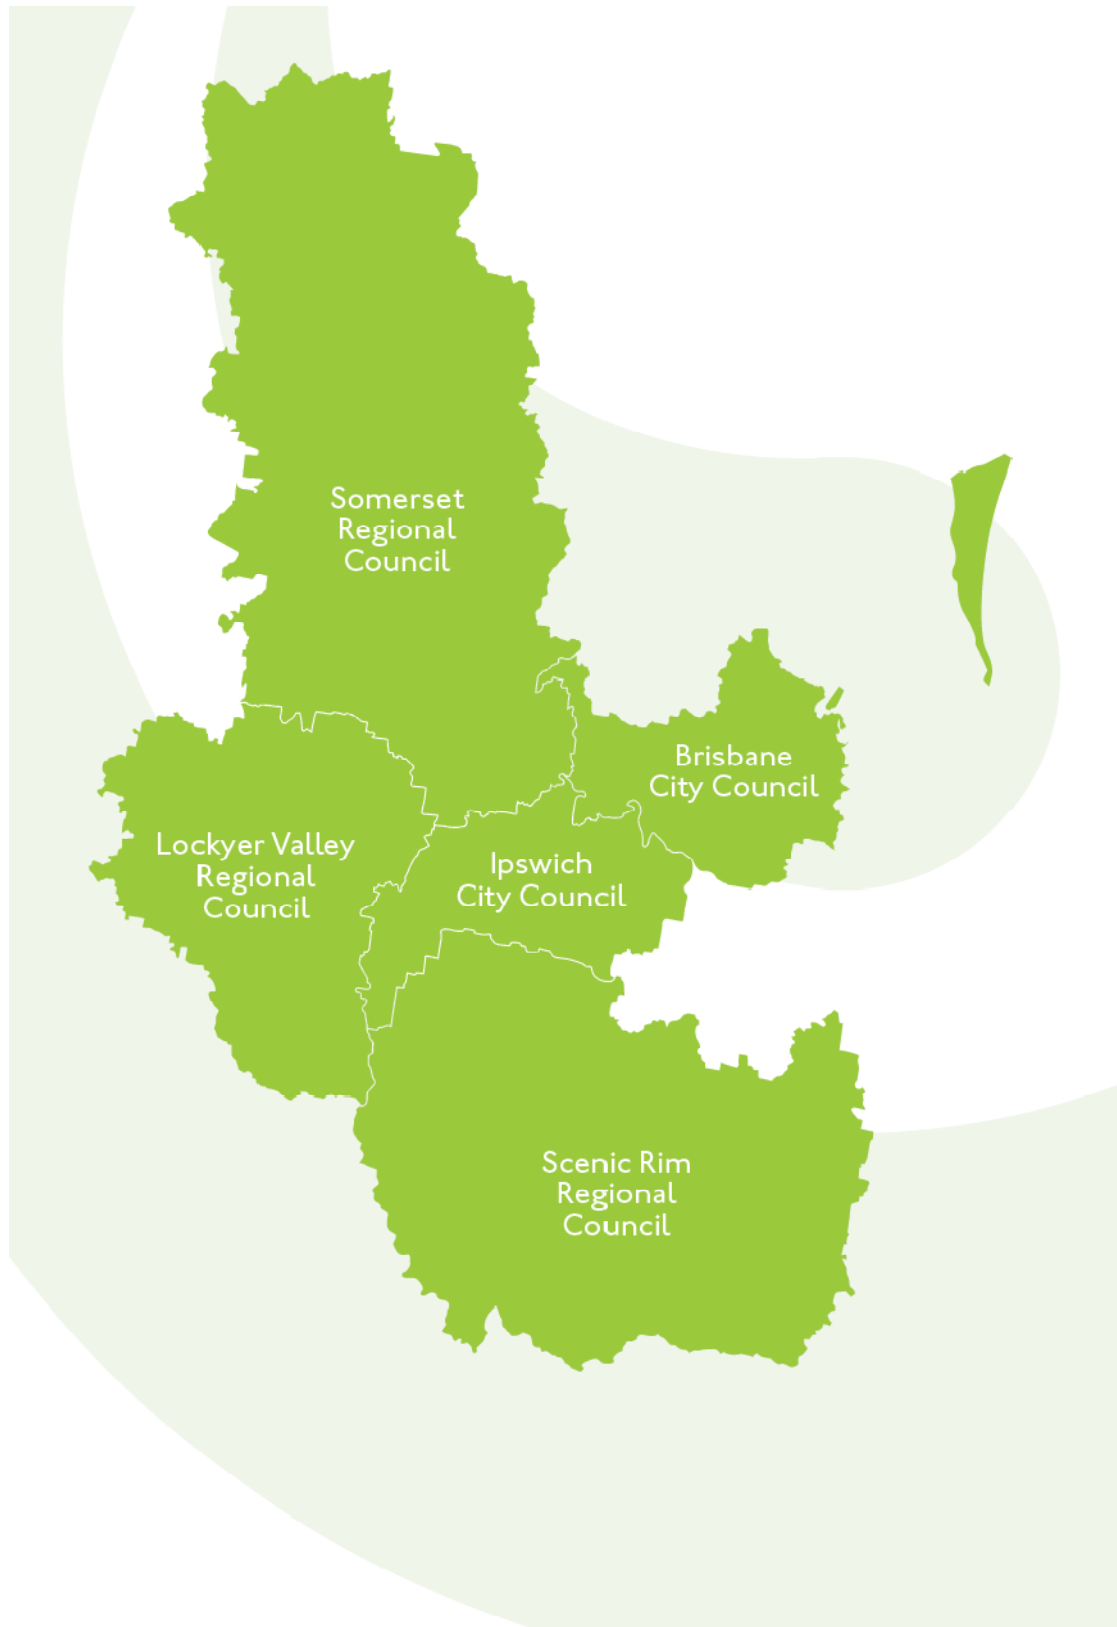 Somerset
Regional
Council
Brisbane
City Council
Lockyer Valley
Regional
Council
Ipswich
City Council
Scenic Rim
Regional
Council